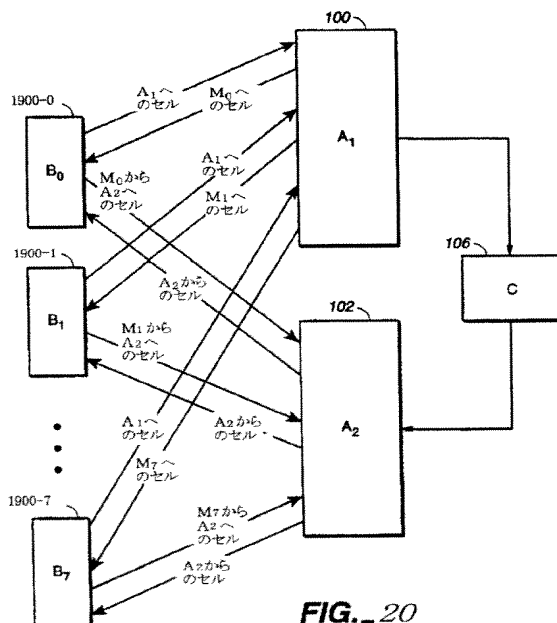 100
A₁へ
のセル
1900-0
M₀へ
のセル
A₁
B₀
A₁へ
のセル
M₀から
A₂へ
のセル
M₁へ
のセル
1900-1
106
C
A₂から
のセル
B₁
102
M₁から
A₂へ
のセル
A₂
A₁へ
のセル
A₂から
のセル
M₇へ
のセル
1900-7
M₇から
A₂へ
のセル
B₇
A₂から
のセル
FIG._20